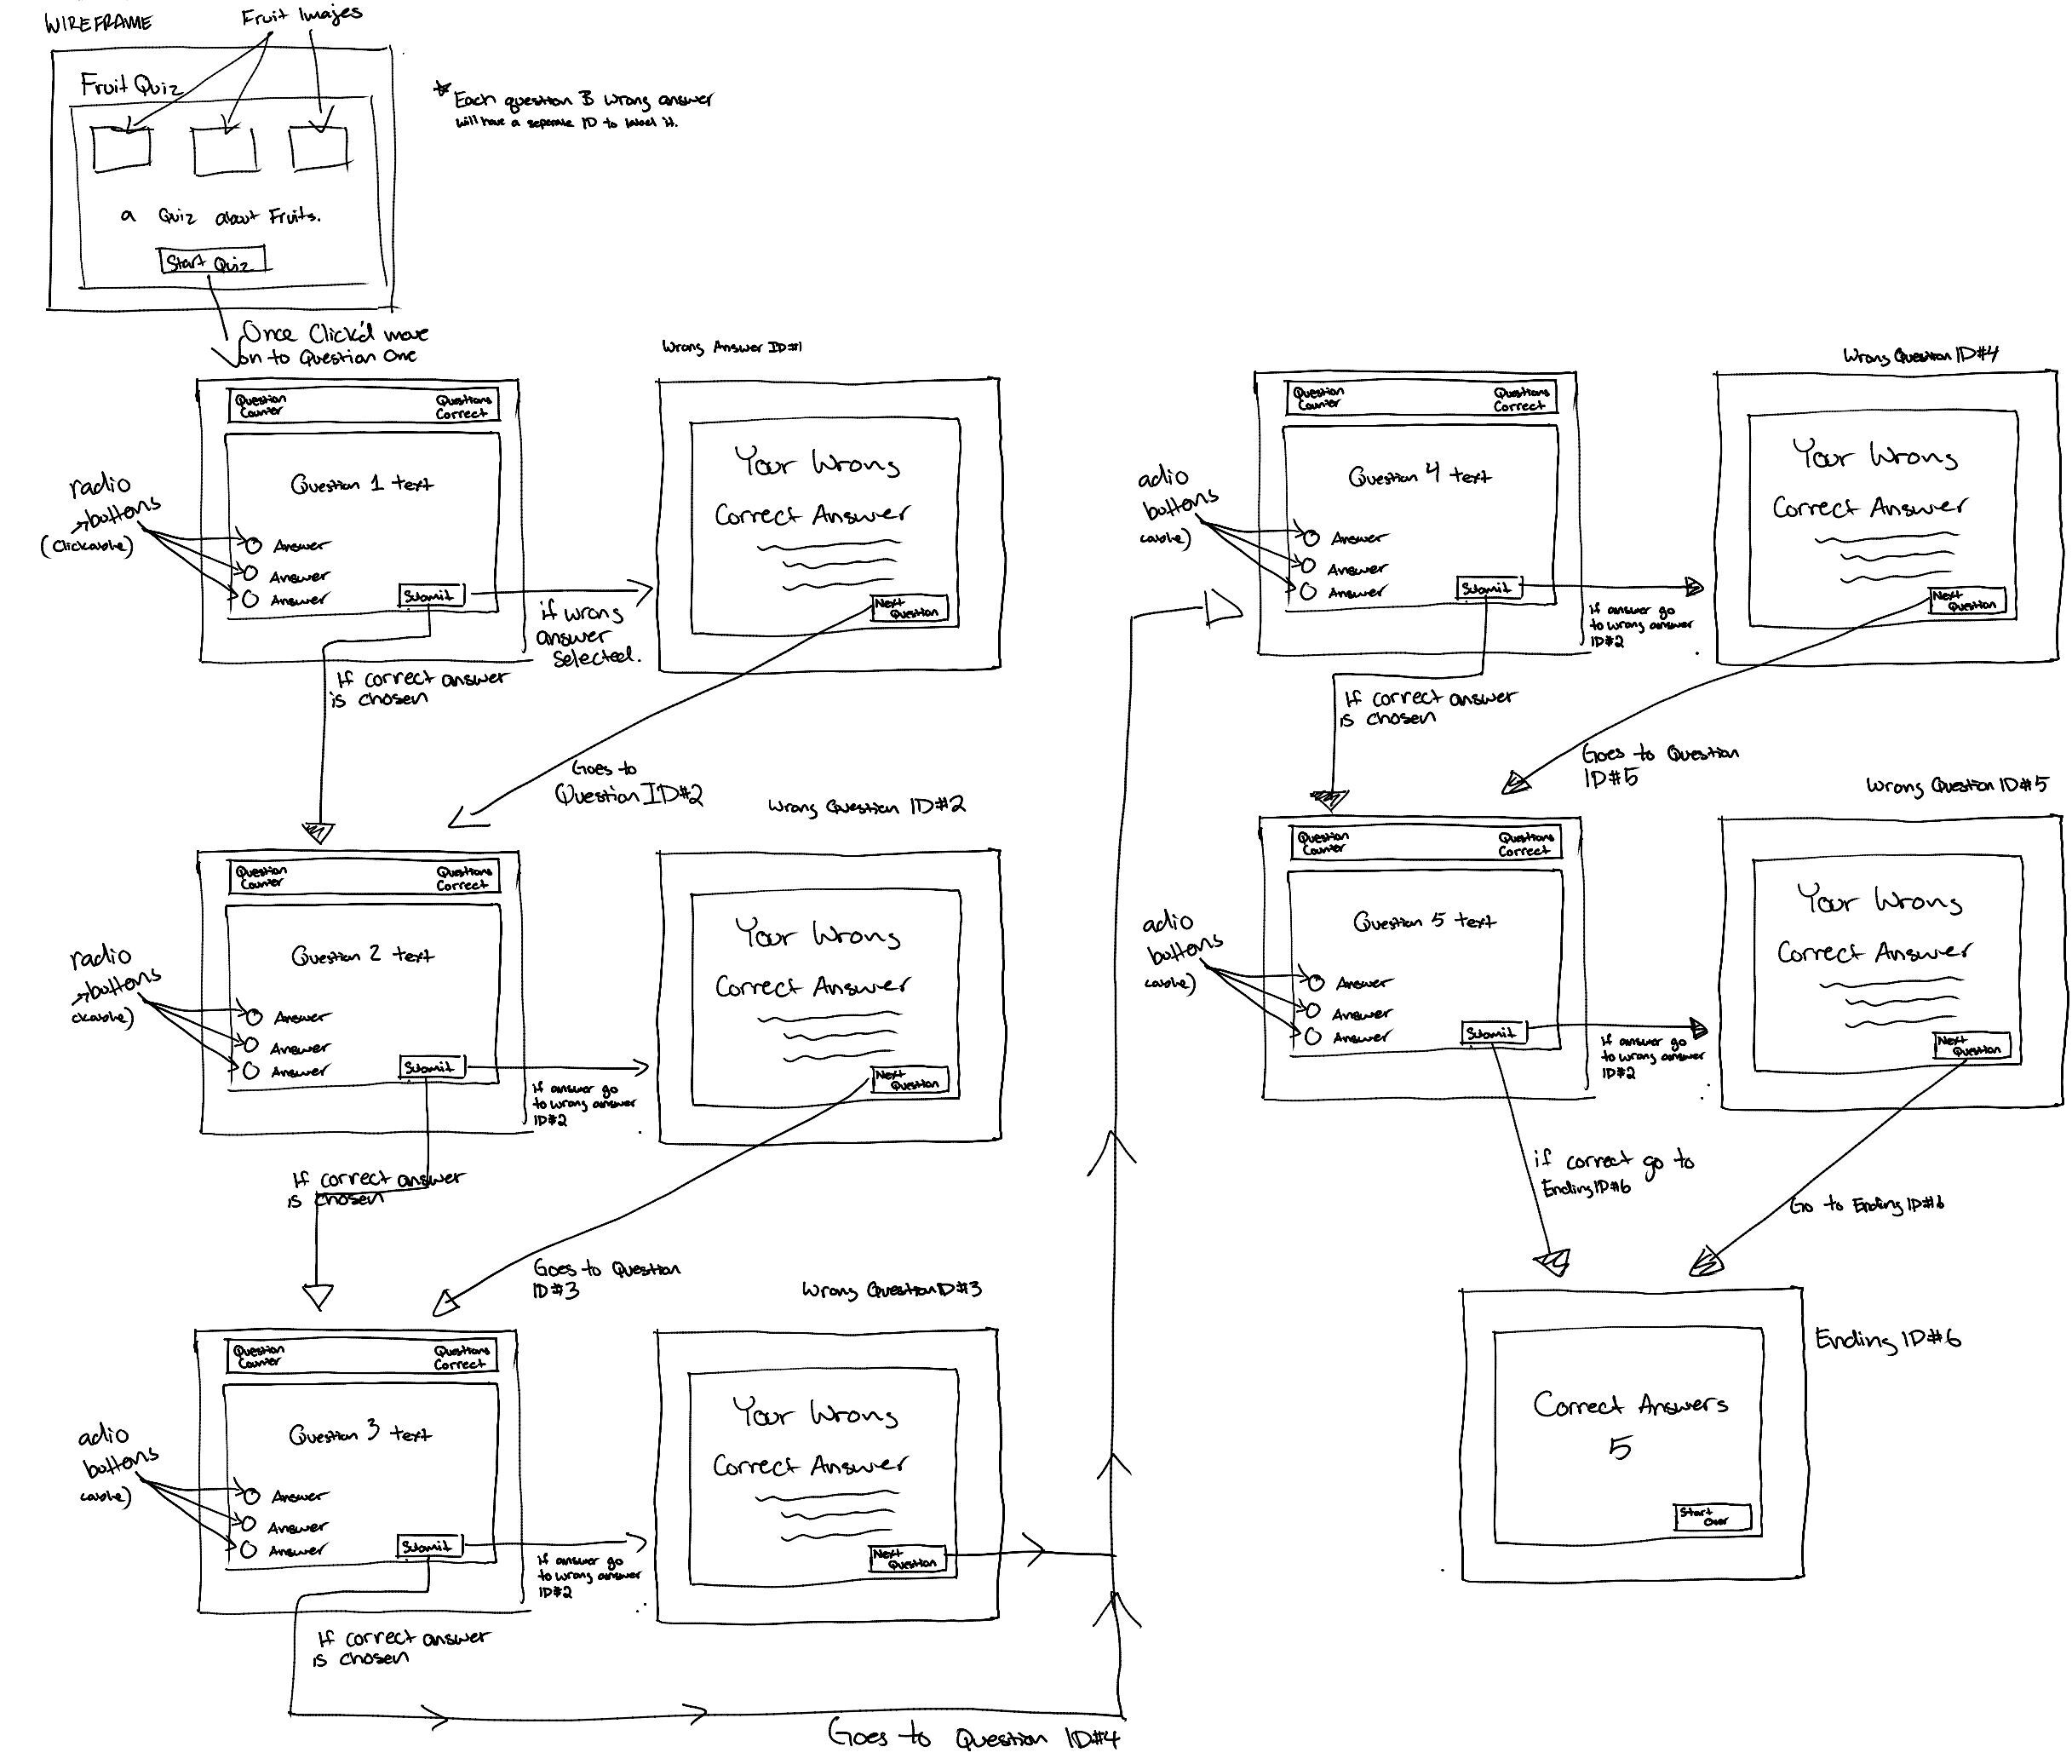 WIREFRAME
Fruit Images
Fruit Quiz
* Each question & wrong answer
will have a seperate ID to label it.
a Quiz about Fruits.
Start Quiz
Once Click'd move
on to Question One
Wrong Answer ID#1
Question
Counter
Questions
Correct
Question 1 text
radio
buttons
(Clickable)
Answer
Answer
Answer
Submit
if wrong
answer
selected.
Your Wrong
Correct Answer
Next
Question
If correct answer
is chosen
Goes to
Question ID#2
Wrong Question ID#2
Question
Counter
Questions
Correct
Question 2 text
radio
buttons
ckable)
Answer
Answer
Answer
Submit
If answer go
to wrong answer
ID#2
Your Wrong
Correct Answer
Next
Question
If correct answer
is chosen
Goes to Question
ID#3
Wrong Question ID#3
Question
Counter
Questions
Correct
Question 3 text
adio
buttons
cable)
Answer
Answer
Answer
Submit
If answer go
to wrong answer
ID#2
Your Wrong
Correct Answer
Next
Question
If correct answer
is chosen
Goes to Question ID#4
Wrong Question ID#4
Question
Counter
Questions
Correct
Question 4 text
adio
buttons
cable)
Answer
Answer
Answer
Submit
If answer go
to wrong answer
ID#2
Your Wrong
Correct Answer
Next
Question
If correct answer
is chosen
Goes to Question
ID#5
Wrong Question ID#5
Question
Counter
Questions
Correct
Question 5 text
adio
buttons
cable)
Answer
Answer
Answer
Submit
If answer go
to wrong answer
ID#2
Your Wrong
Correct Answer
Next
Question
if correct go to
Ending ID#6
Go to Ending ID#6
Ending ID#6
Correct Answers
5
Start
Over